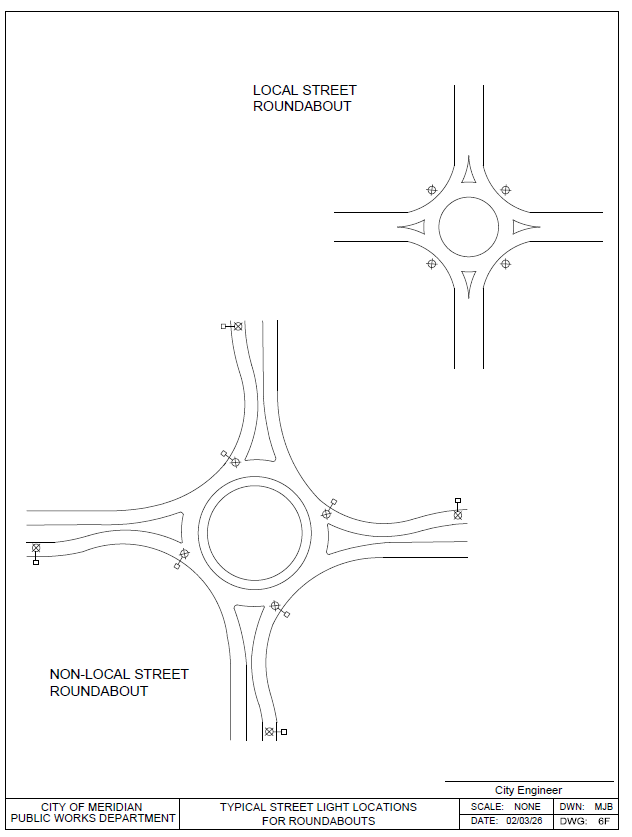 LOCAL STREET
ROUNDABOUT
NON-LOCAL STREET
ROUNDABOUT
City Engineer
CITY OF MERIDIAN
PUBLIC WORKS DEPARTMENT
TYPICAL STREET LIGHT LOCATIONS
FOR ROUNDABOUTS
SCALE: NONE
DWN: MJB
DATE: 02/03/26
DWG: 6F